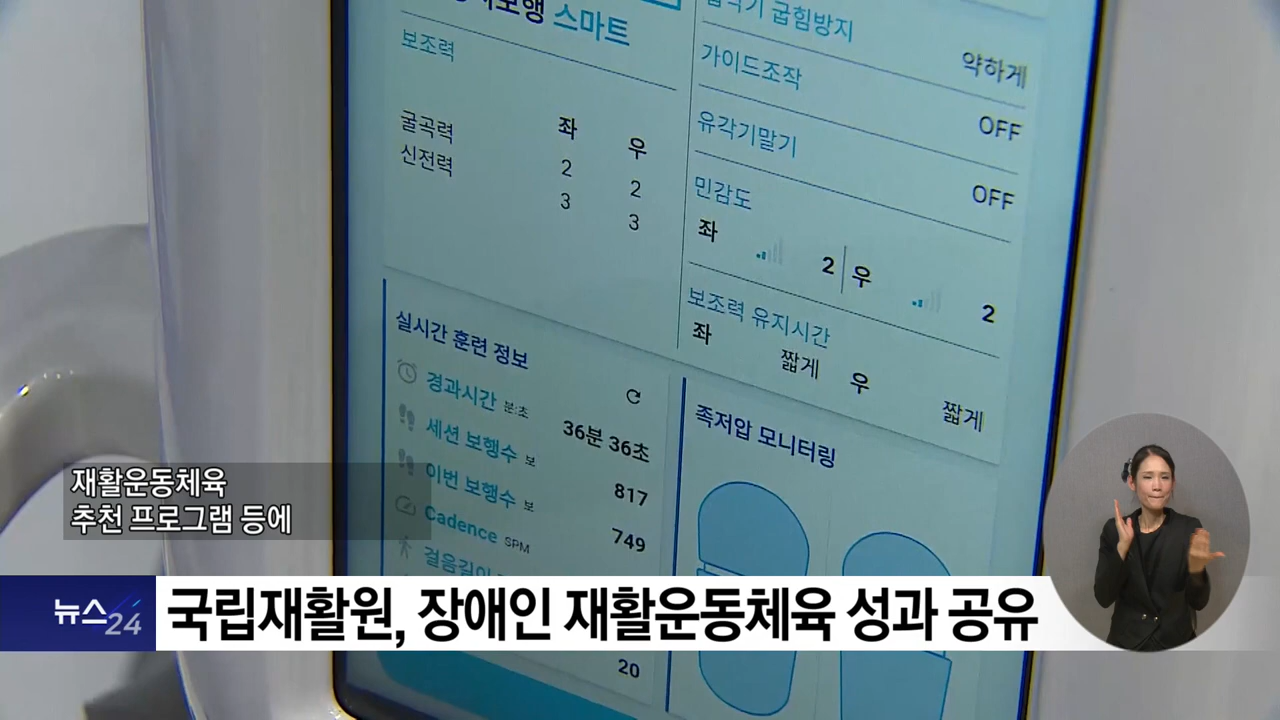 보행 스마트
보조력
좌 우
굴곡력 2 2
신전력 3 3
굽힘방지
약하게
가이드조작
OFF
유각기말기
OFF
민감도
좌 2 우 2
보조력 유지시간
좌 짧게 우 짧게
실시간 훈련 정보
경과시간 분:초 36분 36초
세션 보행수 보 817
이번 보행수 보 749
Cadence SPM
걸음길이
20
족저압 모니터링
재활운동체육
추천 프로그램 등에
뉴스24
국립재활원, 장애인 재활운동체육 성과 공유